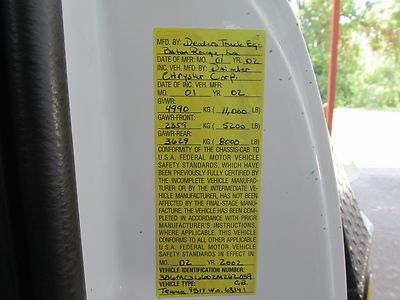 MFD. BY: Dealers Truck Eq-
Baton Rouge, La
DATE OF MFR: MO. 01 YR. 02
INC. VEH. MFD. BY: Daimler
Chrysler Corp.
DATE OF INC. VEH. MFR:
MO. 01 YR. 02
GVWR:
4990 KG ( 11,000 LB)
GAWR-FRONT:
2359 KG ( 5200 LB)
GAWR-REAR:
3629 KG ( 8000 LB)
CONFORMITY OF THE CHASSIS-CAB TO
U.S.A. FEDERAL MOTOR VEHICLE
SAFETY STANDARDS, WHICH HAVE
BEEN PREVIOUSLY FULLY CERTIFIED
BY THE INCOMPLETE VEHICLE
MANUFACTURER OR BY THE INTERMEDIATE VE-
HICLE MANUFACTURER, HAS NOT
BEEN AFFECTED BY THE FINAL-STAGE MANUFAC-
TURER. THE VEHICLE HAS BEEN
COMPLETED IN ACCORDANCE WITH PRIOR
MANUFACTURER'S INSTRUCTIONS
WHERE APPLICABLE. THIS VEHICLE
CONFORMS TO ALL OTHER APPLICABLE
U.S.A. FEDERAL MOTOR VEHICLE
SAFETY STANDARDS IN EFFECT IN
MO. 02 YR. 2002
VEHICLE IDENTIFICATION NUMBER:
VEHICLE TYPE: C.B.